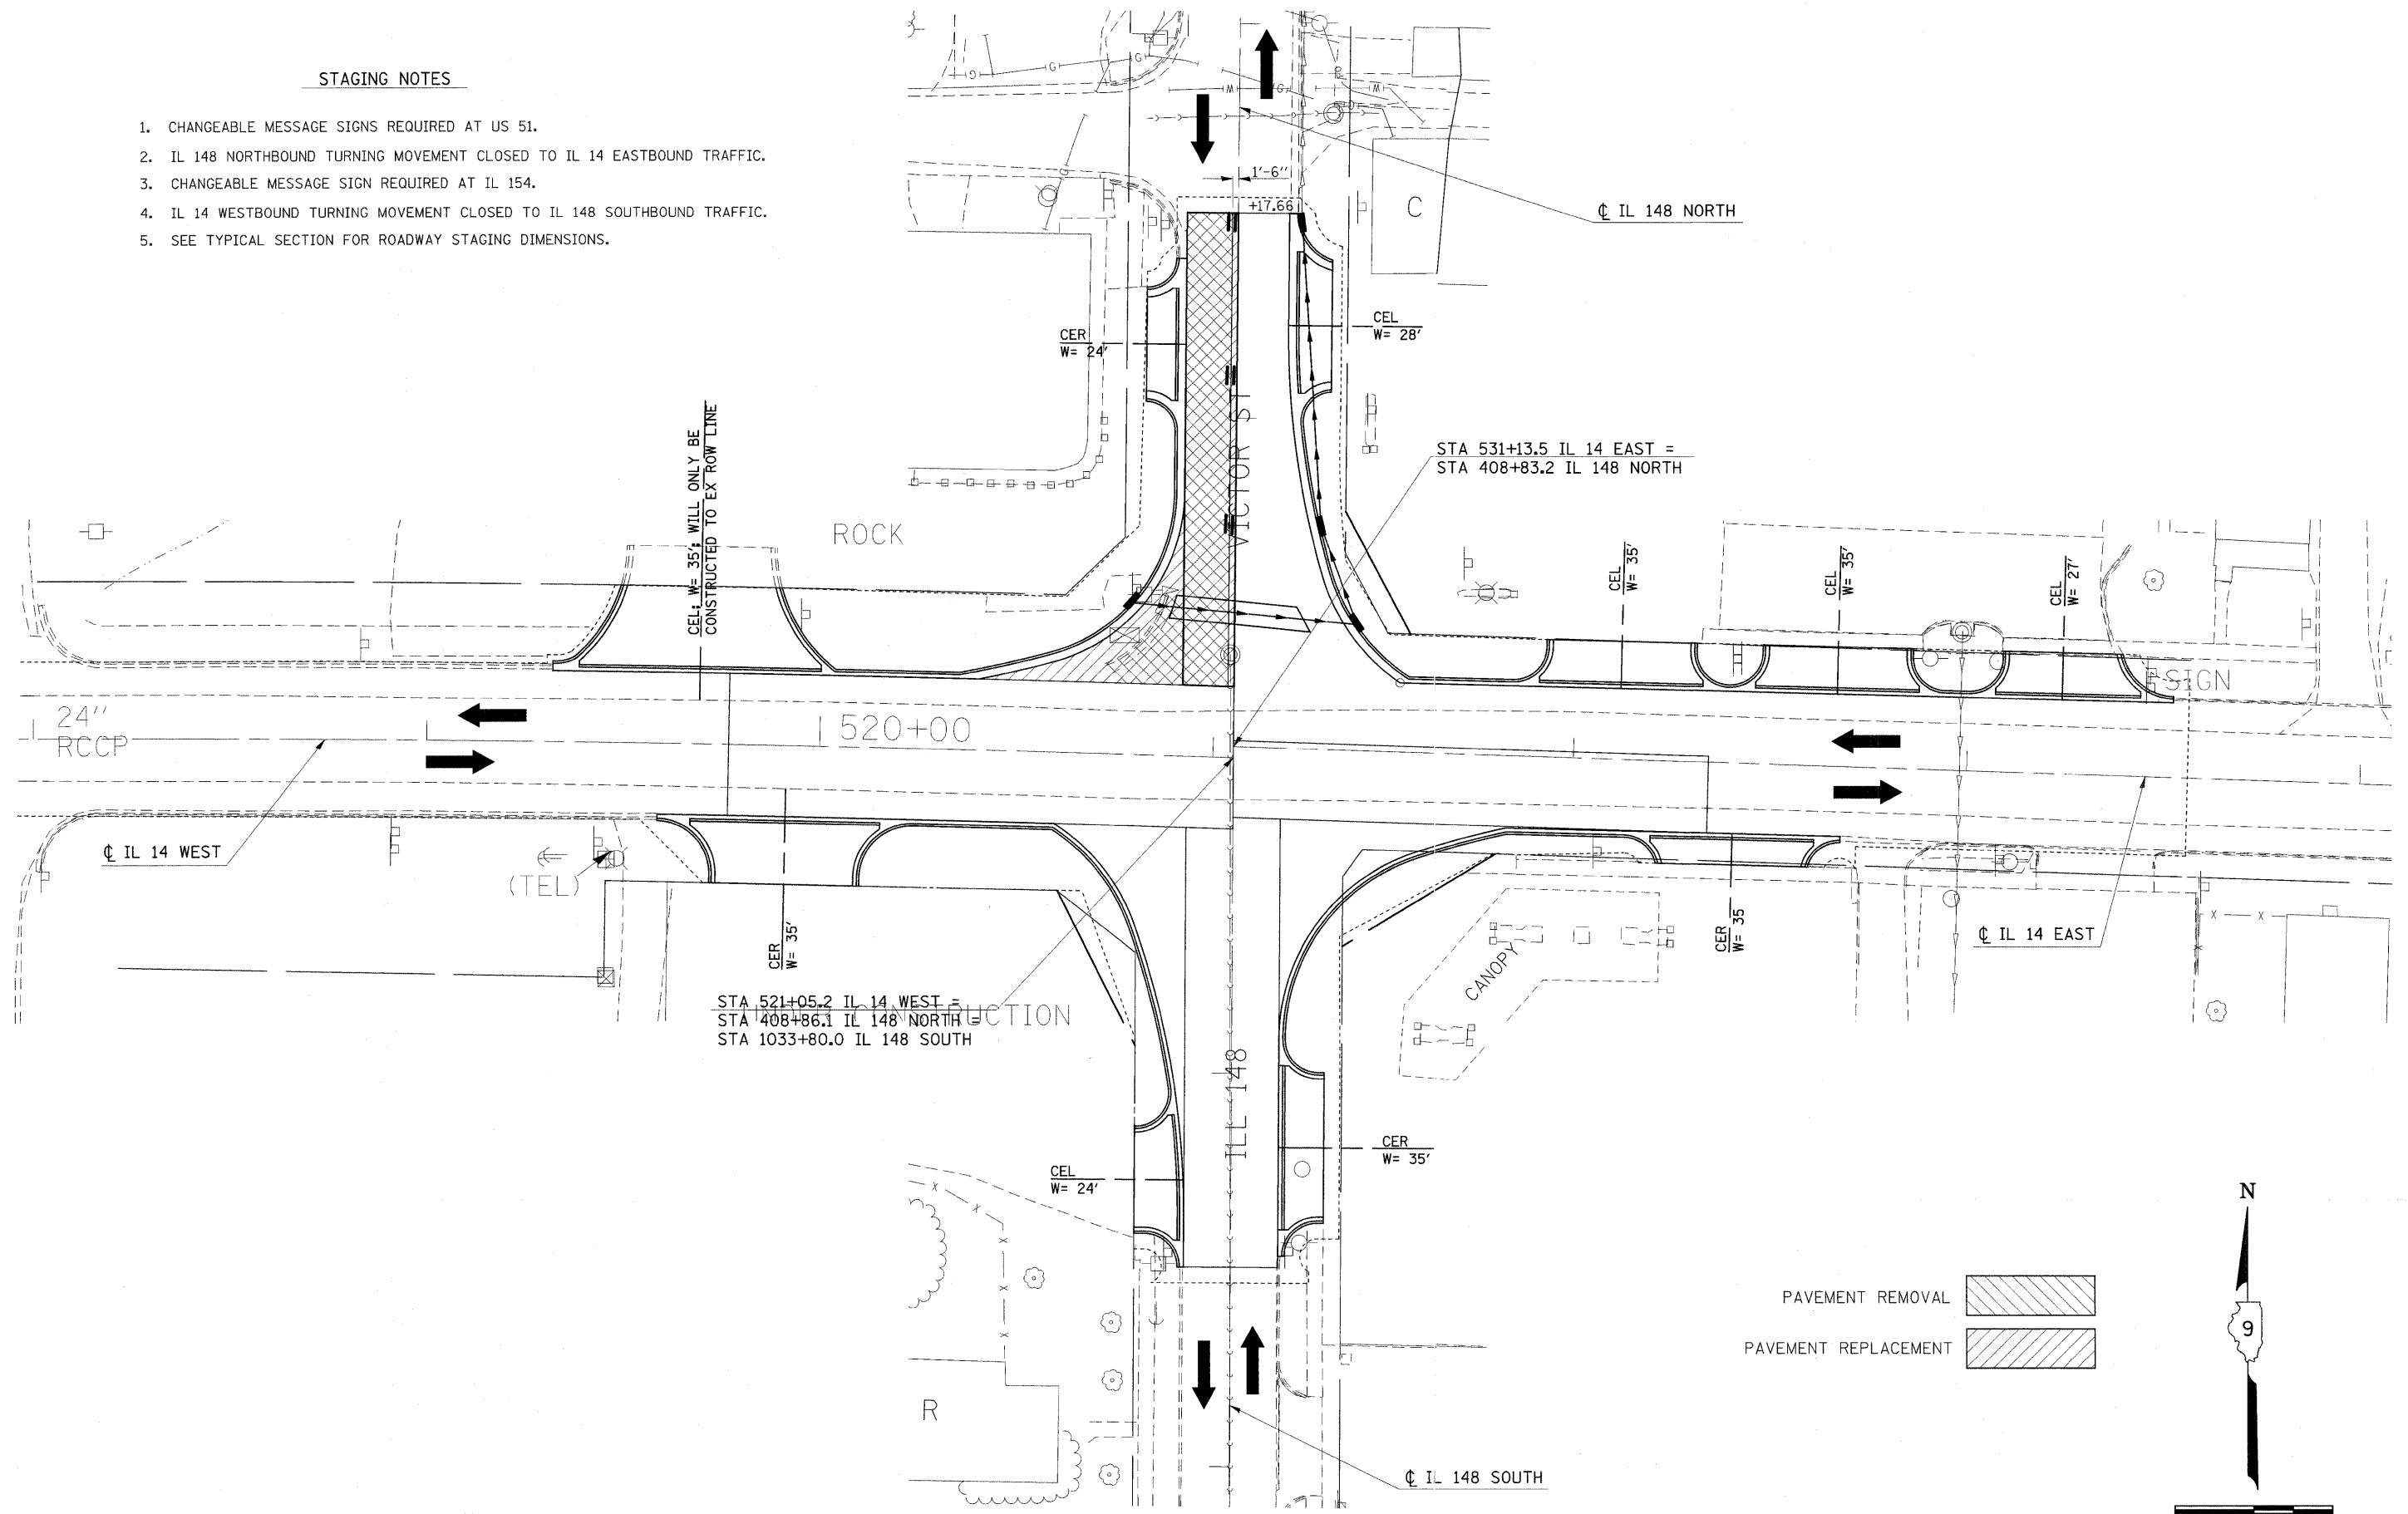 STAGING NOTES
1. CHANGEABLE MESSAGE SIGNS REQUIRED AT US 51.
2. IL 148 NORTHBOUND TURNING MOVEMENT CLOSED TO IL 14 EASTBOUND TRAFFIC.
3. CHANGEABLE MESSAGE SIGN REQUIRED AT IL 154.
4. IL 14 WESTBOUND TURNING MOVEMENT CLOSED TO IL 148 SOUTHBOUND TRAFFIC.
5. SEE TYPICAL SECTION FOR ROADWAY STAGING DIMENSIONS.
G
G
G
G
W
W
G
G
1'-6"
+17.66
C
℄ IL 148 NORTH
CER
W= 24'
CEL
W= 28'
VICTOR ST
CEL; W= 35'; WILL ONLY BE
CONSTRUCTED TO EX ROW LINE
ROCK
STA 531+13.5 IL 14 EAST =
STA 408+83.2 IL 148 NORTH
CEL
W= 35'
CEL
W= 35'
CEL
W= 27'
SIGN
24"
RCCP
520+00
℄ IL 14 WEST
(TEL)
CER
W= 35'
CER
W= 35
CANOPY
℄ IL 14 EAST
X
X
X
UNDER CONSTRUCTION
STA 521+05.2 IL 14 WEST =
STA 408+86.1 IL 148 NORTH =
STA 1033+80.0 IL 148 SOUTH
ILL 148
CEL
W= 24'
CER
W= 35'
X
X
X
X
X
N
9
PAVEMENT REMOVAL
PAVEMENT REPLACEMENT
R
℄ IL 148 SOUTH